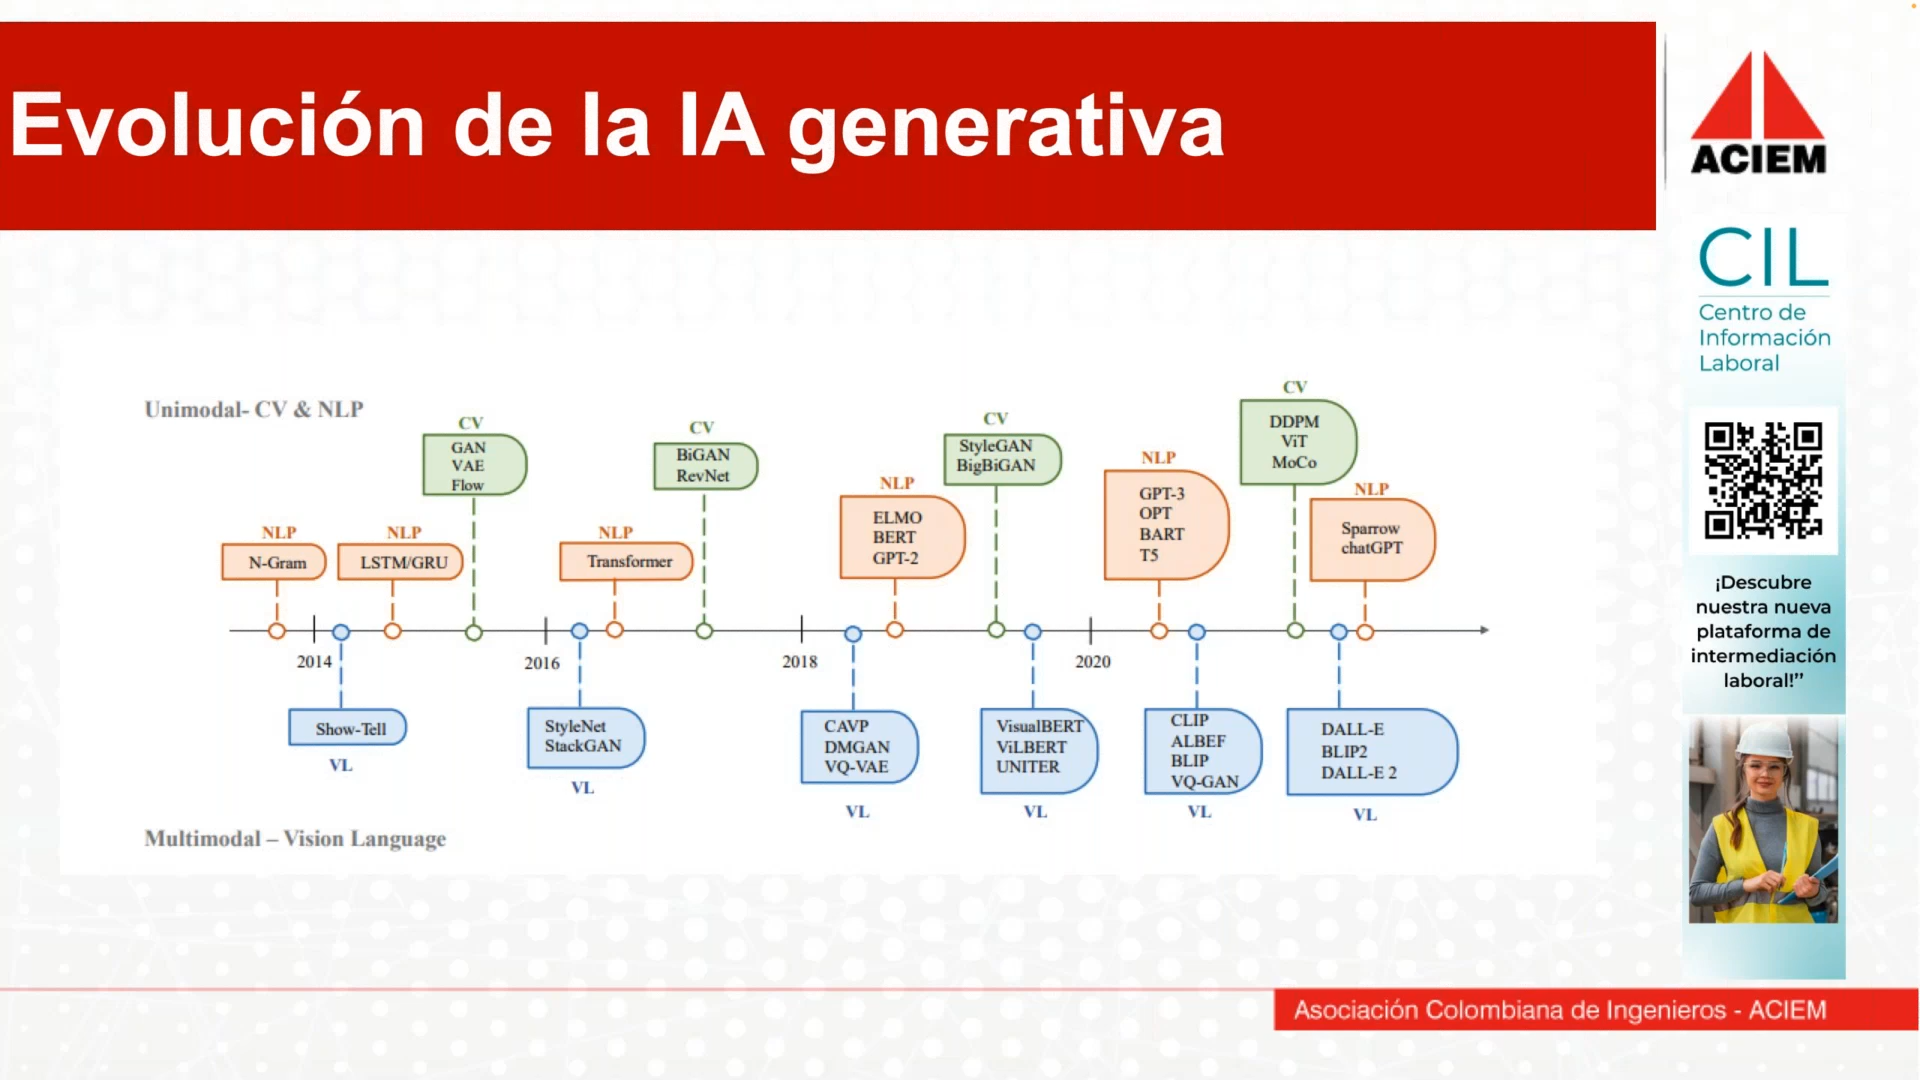 Evolución de la IA generativa
ACIEM
CIL
Centro de
Información
Laboral
¡Descubre
nuestra nueva
plataforma de
intermediación
laboral!”
Unimodal- CV & NLP
NLP
N-Gram
NLP
LSTM/GRU
CV
GAN
VAE
Flow
NLP
Transformer
CV
BiGAN
RevNet
NLP
ELMO
BERT
GPT-2
CV
StyleGAN
BigBiGAN
NLP
GPT-3
OPT
BART
T5
CV
DDPM
ViT
MoCo
NLP
Sparrow
chatGPT
2014
2016
2018
2020
Show-Tell
VL
StyleNet
StackGAN
VL
CAVP
DMGAN
VQ-VAE
VL
VisualBERT
ViLBERT
UNITER
VL
CLIP
ALBEF
BLIP
VQ-GAN
VL
DALL-E
BLIP2
DALL-E 2
VL
Multimodal – Vision Language
Asociación Colombiana de Ingenieros - ACIEM